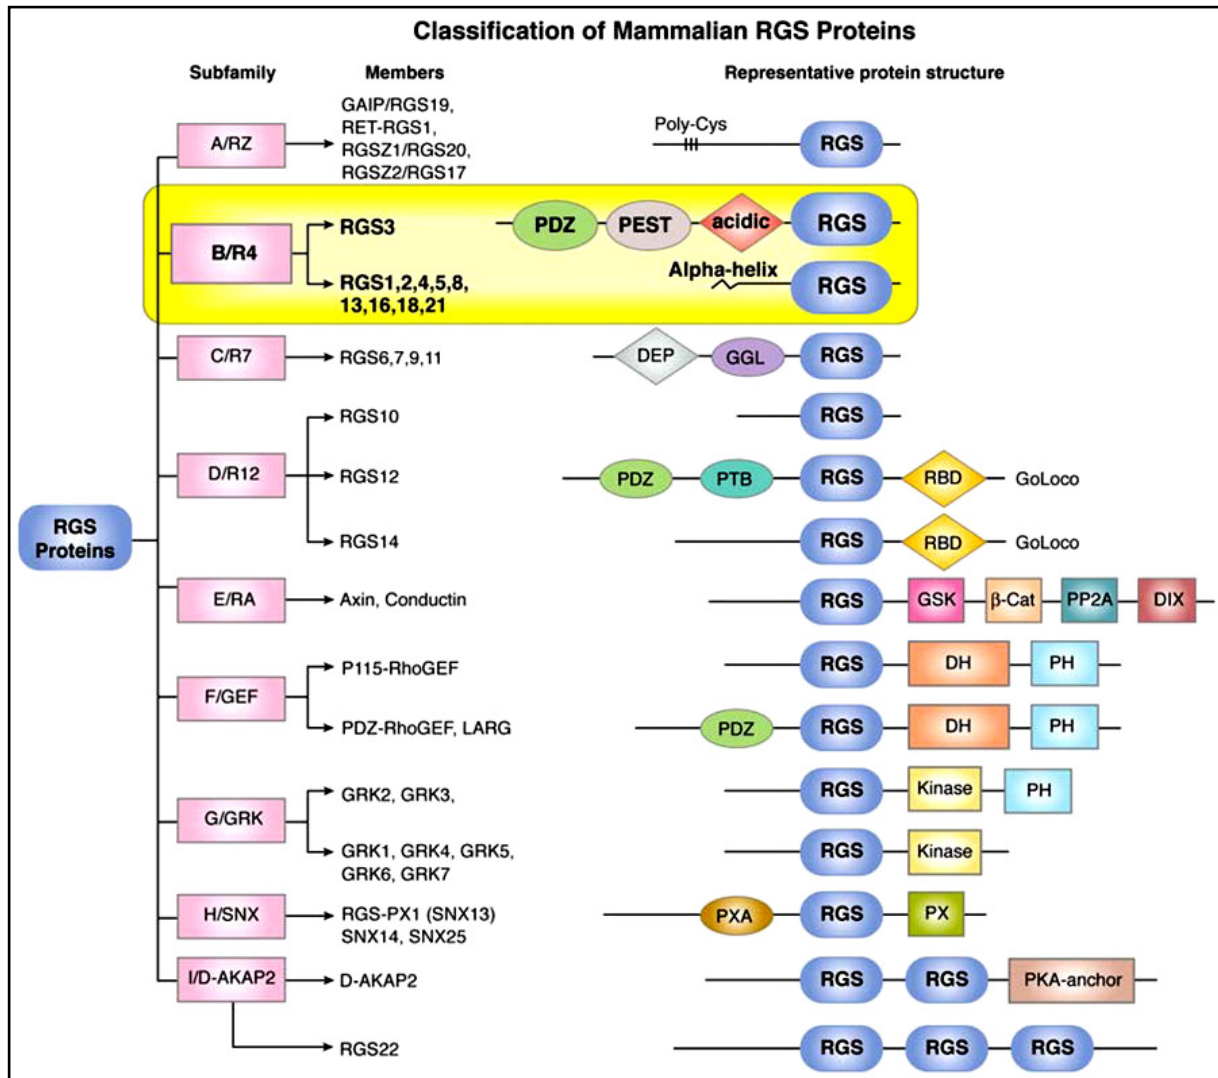 Classification of Mammalian RGS Proteins
Subfamily
Members
Representative protein structure
A/RZ
GAIP/RGS19,
RET-RGS1,
RGSZ1/RGS20,
RGSZ2/RGS17
Poly-Cys
RGS
B/R4
RGS3
PDZ
PEST
acidic
RGS
RGS1,2,4,5,8,
13,16,18,21
Alpha-helix
RGS
C/R7
RGS6,7,9,11
DEP
GGL
RGS
D/R12
RGS10
RGS
RGS12
PDZ
PTB
RGS
RBD
GoLoco
RGS14
RGS
RBD
GoLoco
RGS
Proteins
E/RA
Axin, Conductin
RGS
GSK
β-Cat
PP2A
DIX
F/GEF
P115-RhoGEF
RGS
DH
PH
PDZ-RhoGEF, LARG
PDZ
RGS
DH
PH
G/GRK
GRK2, GRK3,
RGS
Kinase
PH
GRK1, GRK4, GRK5,
GRK6, GRK7
RGS
Kinase
H/SNX
RGS-PX1 (SNX13)
SNX14, SNX25
PXA
RGS
PX
I/D-AKAP2
D-AKAP2
RGS
RGS
PKA-anchor
RGS22
RGS
RGS
RGS